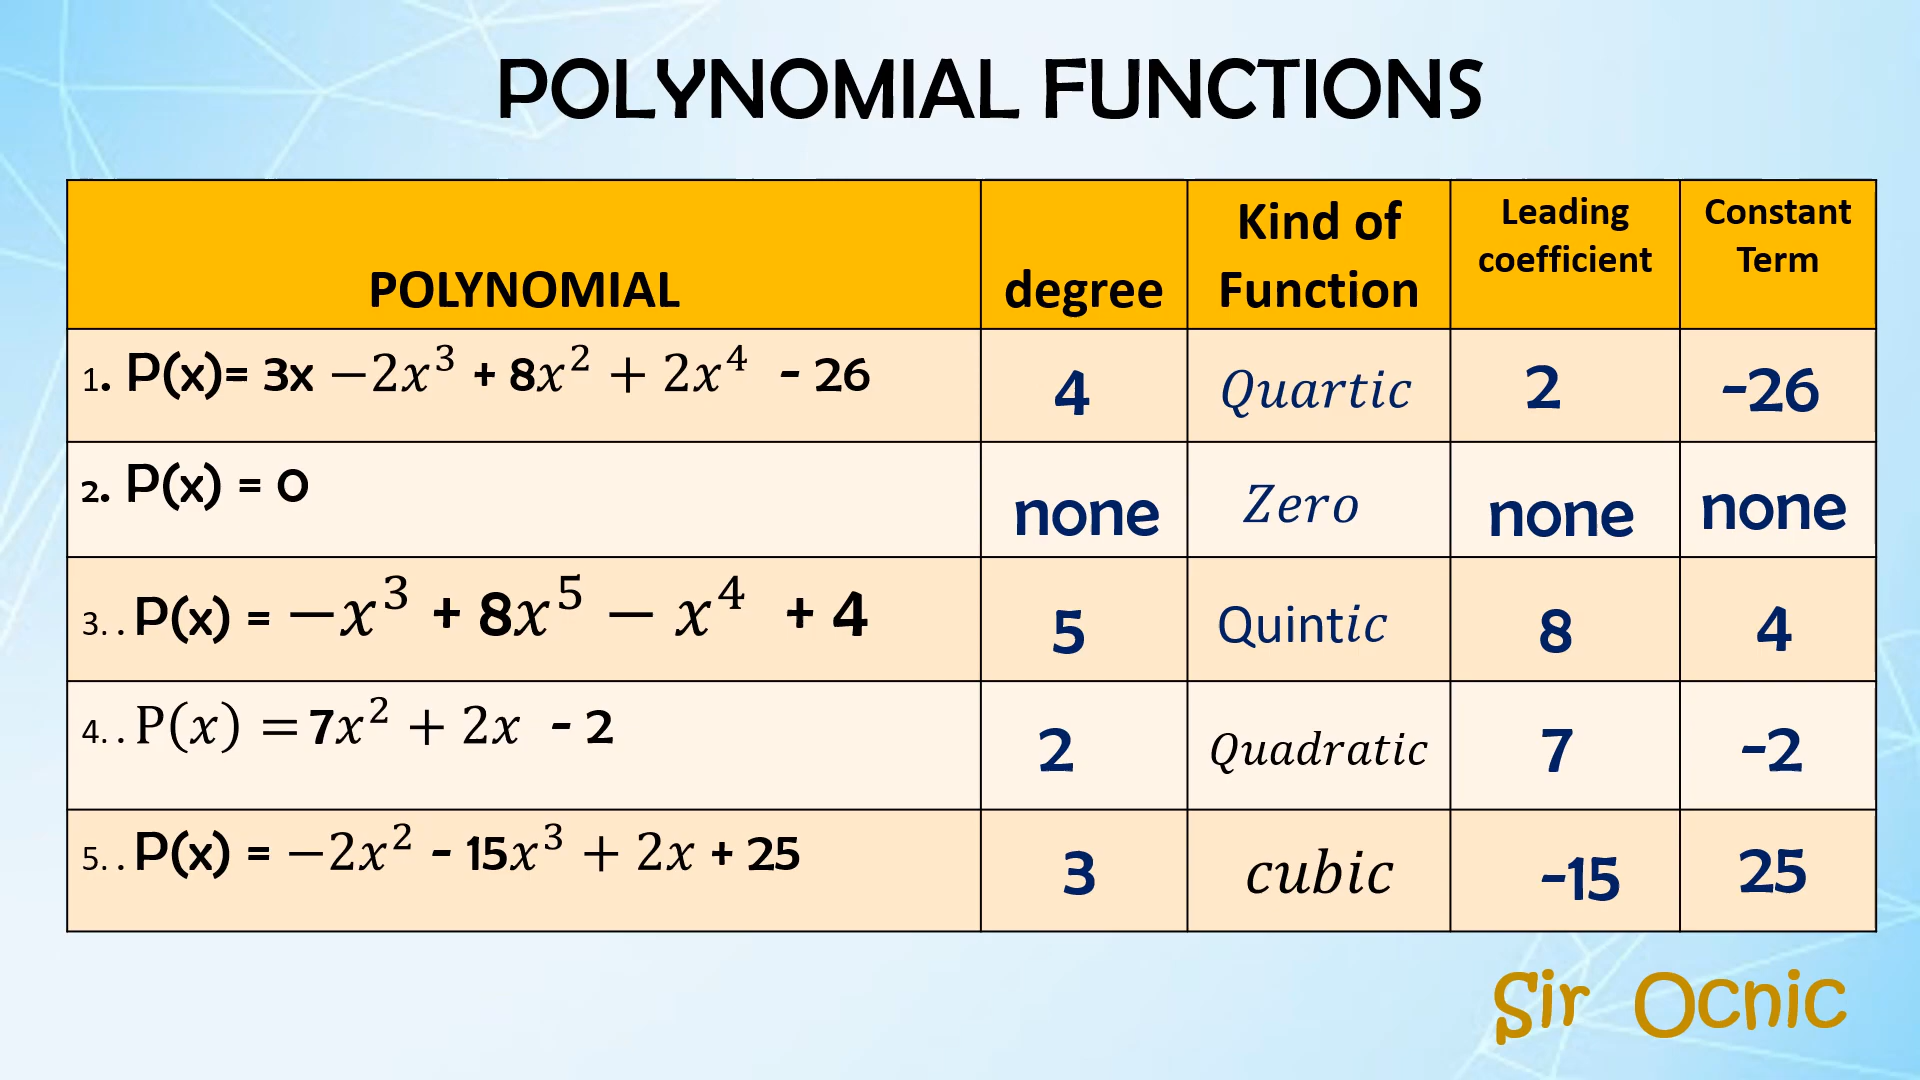 POLYNOMIAL FUNCTIONS
POLYNOMIAL degree Kind of Function Leading coefficient Constant Term
1. P(x)= 3x −2x³ + 8x² + 2x⁴ - 26 4 Quartic 2 -26
2. P(x) = 0 none Zero none none
3. . P(x) = −x³ + 8x⁵ − x⁴ + 4 5 Quintic 8 4
4. . P(x) = 7x² + 2x - 2 2 Quadratic 7 -2
5. . P(x) = −2x² - 15x³ + 2x + 25 3 cubic -15 25
Sir Ocnic